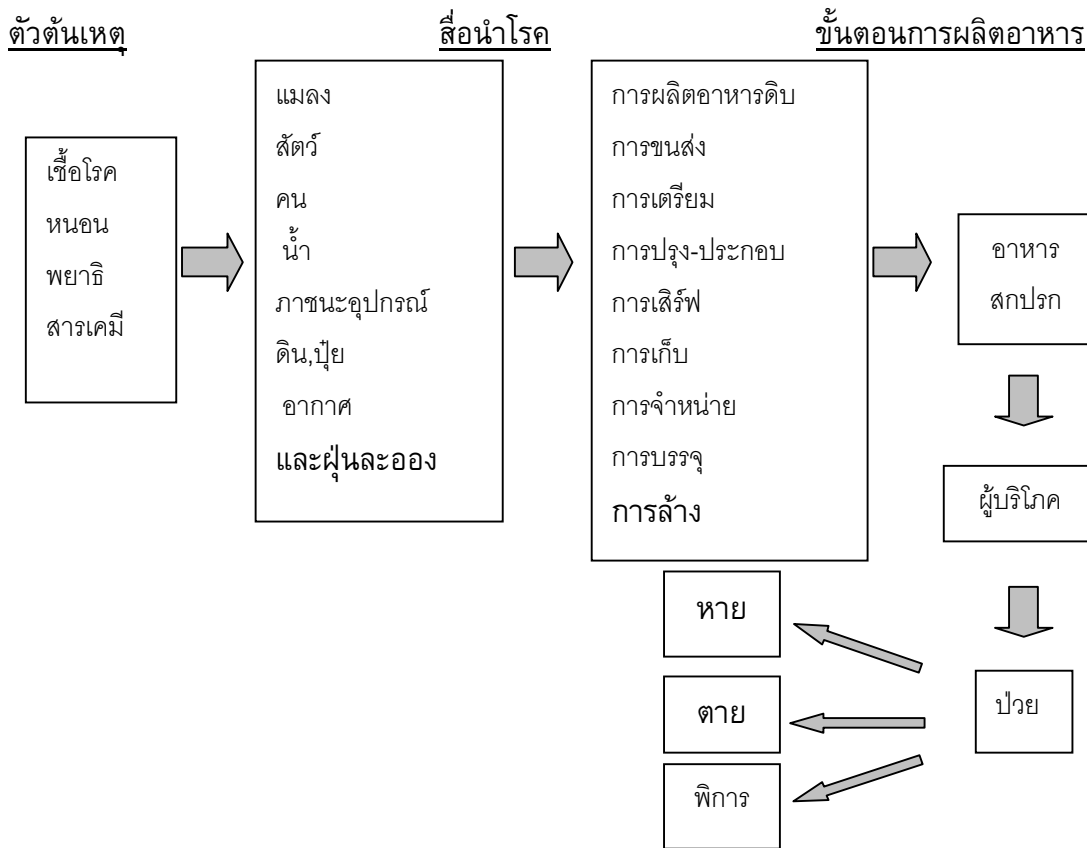 ตัวต้นเหตุ
สื่อนำโรค
ขั้นตอนการผลิตอาหาร
เชื้อโรค
หนอน
พยาธิ
สารเคมี
แมลง
สัตว์
คน
น้ำ
ภาชนะอุปกรณ์
ดิน,ปุ๋ย
อากาศ
และฝุ่นละออง
การผลิตอาหารดิบ
การขนส่ง
การเตรียม
การปรุง-ประกอบ
การเสิร์ฟ
การเก็บ
การจำหน่าย
การบรรจุ
การล้าง
อาหาร
สกปรก
ผู้บริโภค
ป่วย
หาย
ตาย
พิการ